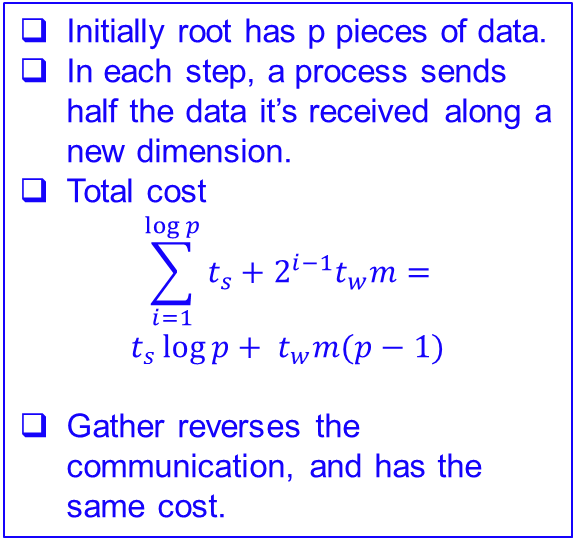 ❑ Initially root has p pieces of data.
❑ In each step, a process sends
half the data it's received along a
new dimension.
❑ Total cost
$\sum_{i=1}^{\log p} t_s + 2^{i-1} t_w m =$
$t_s \log p + t_w m(p - 1)$
❑ Gather reverses the
communication, and has the
same cost.